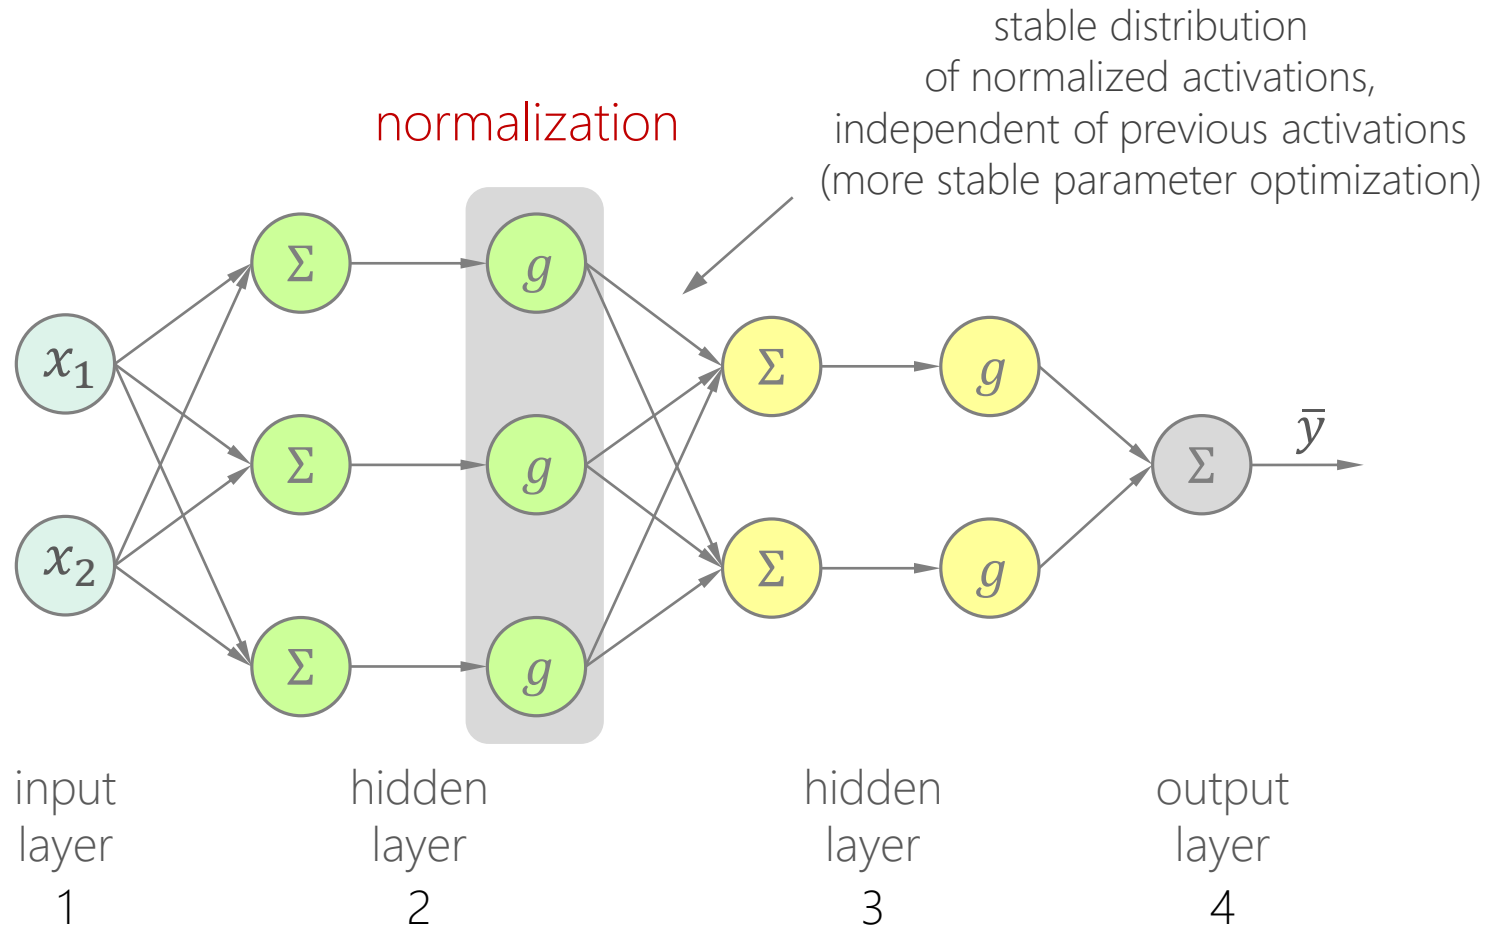 stable distribution
of normalized activations,
independent of previous activations
(more stable parameter optimization)
normalization
Σ
g
x₁
Σ
g
ȳ
Σ
g
Σ
x₂
Σ
g
Σ
g
input
layer
1
hidden
layer
2
hidden
layer
3
output
layer
4